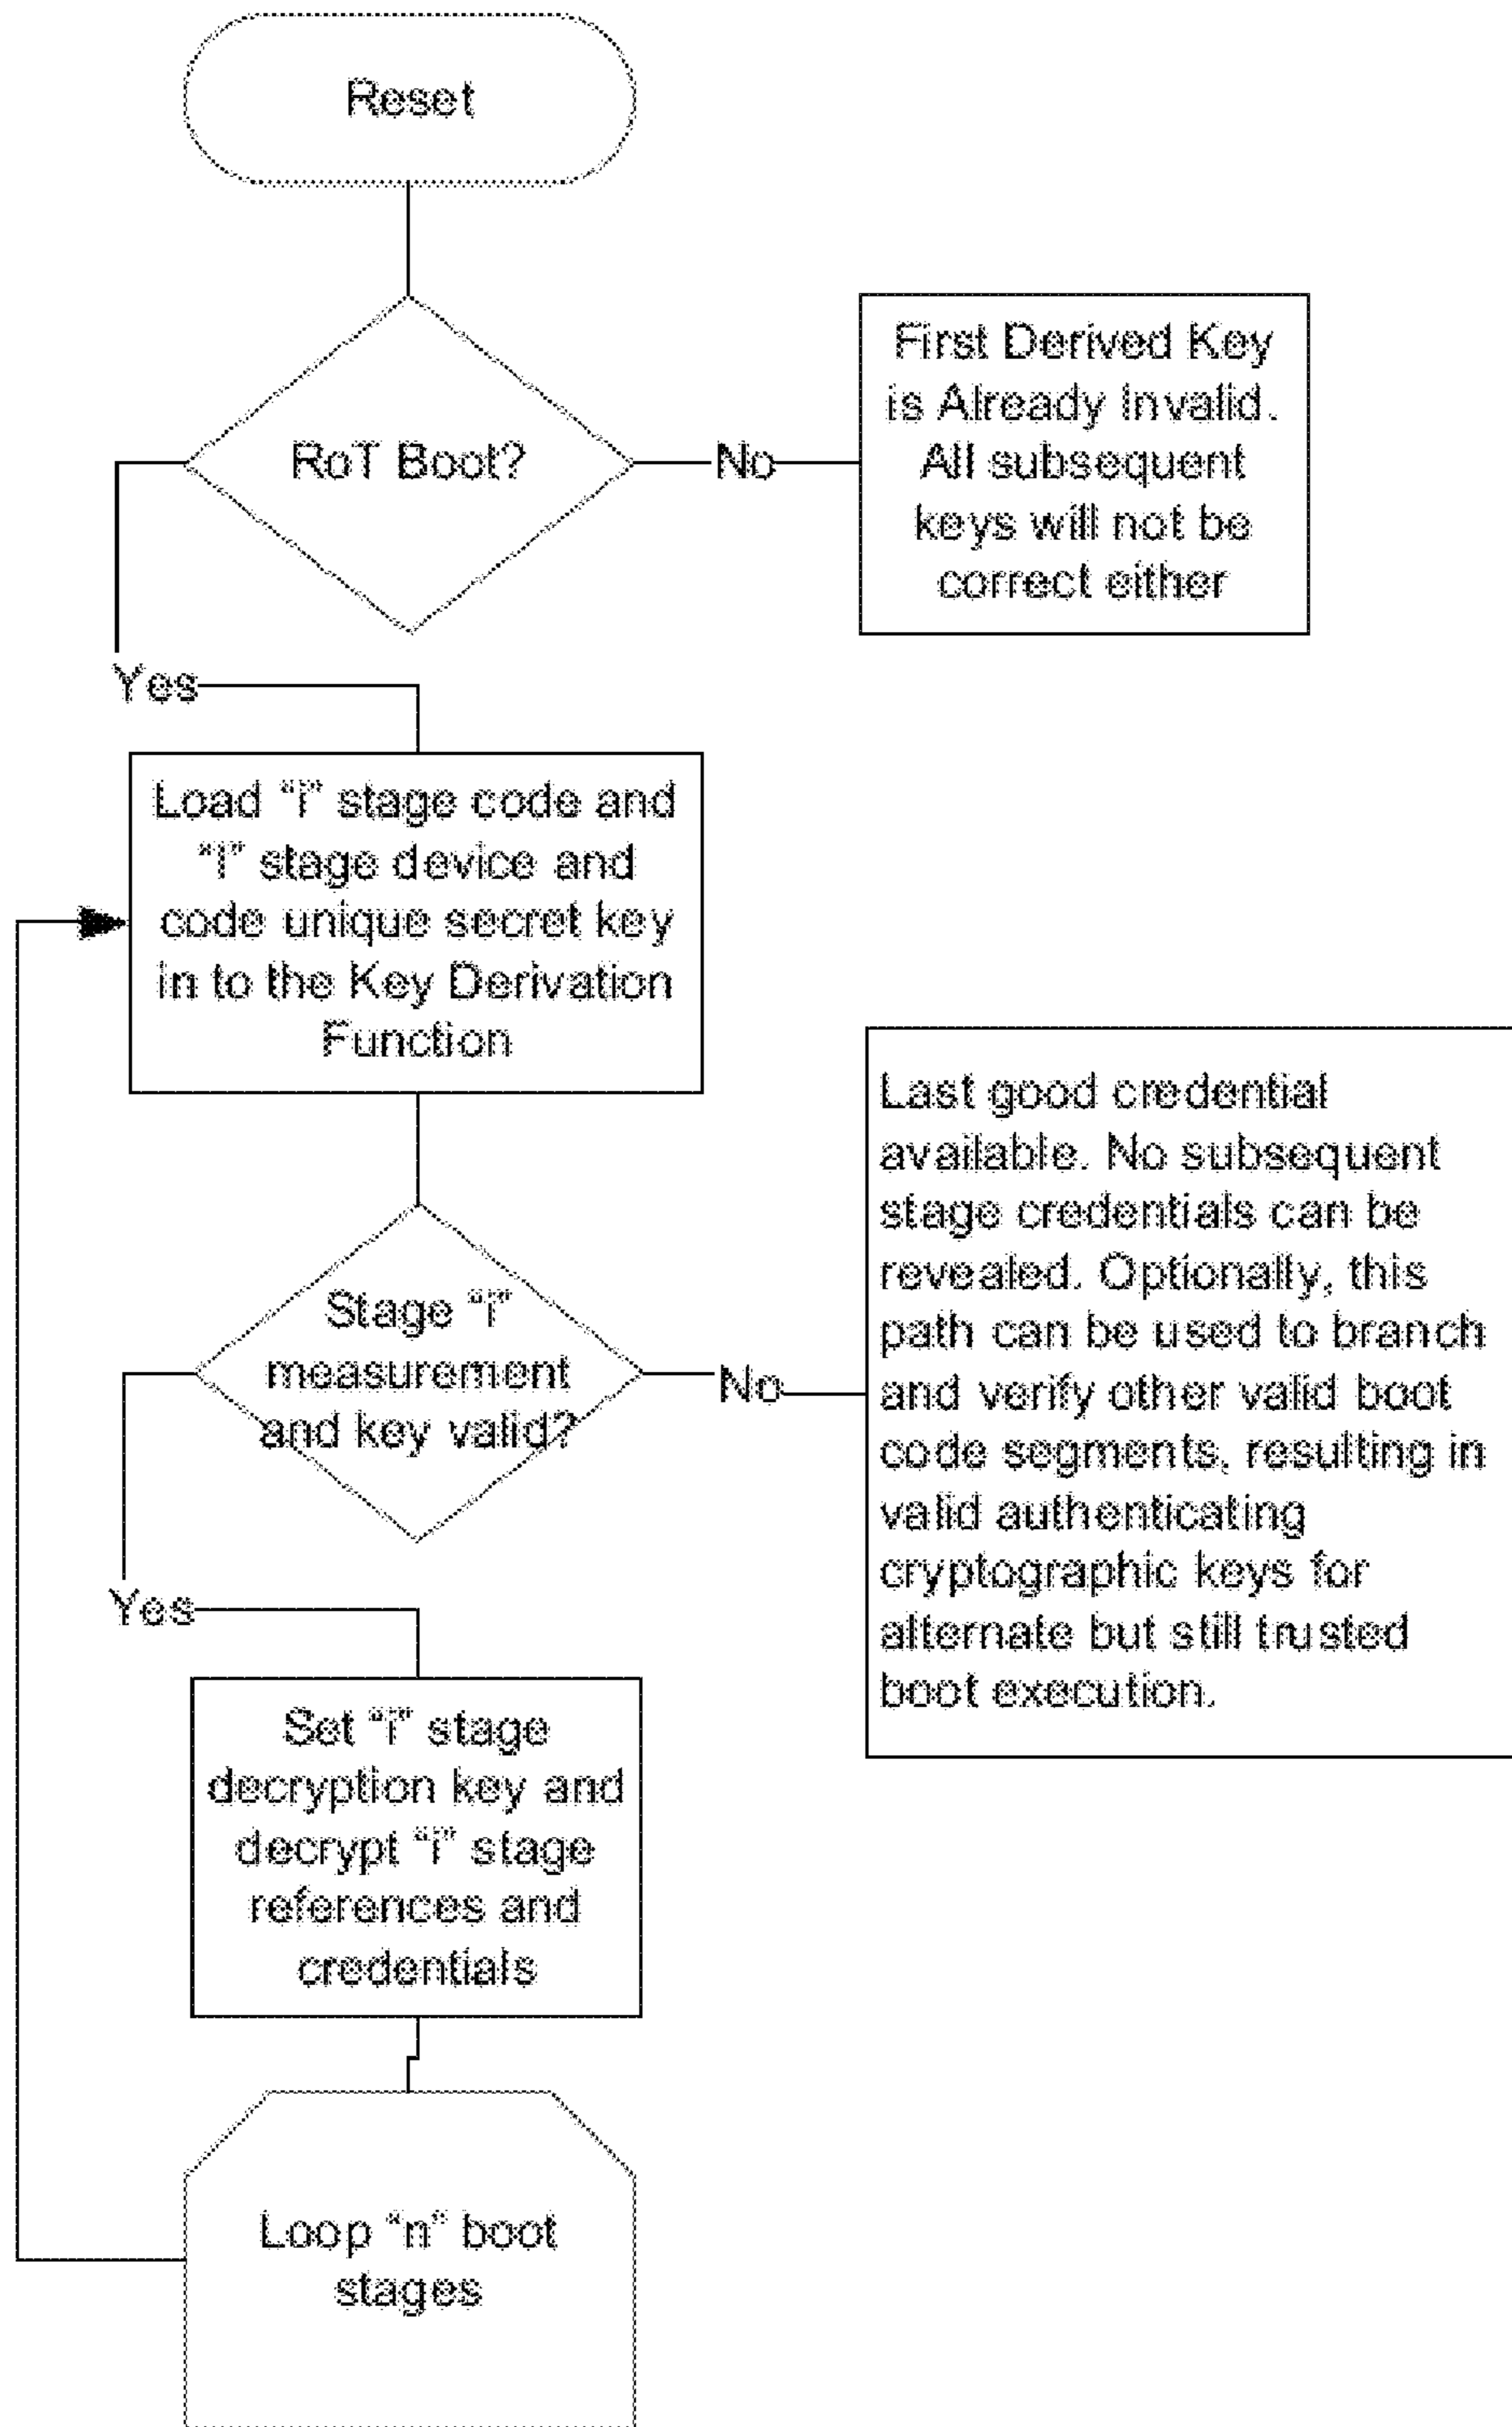 Reset
RoT Boot?
No
First Derived Key
is Already Invalid.
All subsequent
keys will not be
correct either
Yes
Load “i” stage code and
“i” stage device and
code unique secret key
in to the Key Derivation
Function
Stage “i”
measurement
and key valid?
No
Last good credential
available. No subsequent
stage credentials can be
revealed. Optionally, this
path can be used to branch
and verify other valid boot
code segments, resulting in
valid authenticating
cryptographic keys for
alternate but still trusted
boot execution.
Yes
Set “i” stage
decryption key and
decrypt “i” stage
references and
credentials
Loop “n” boot
stages